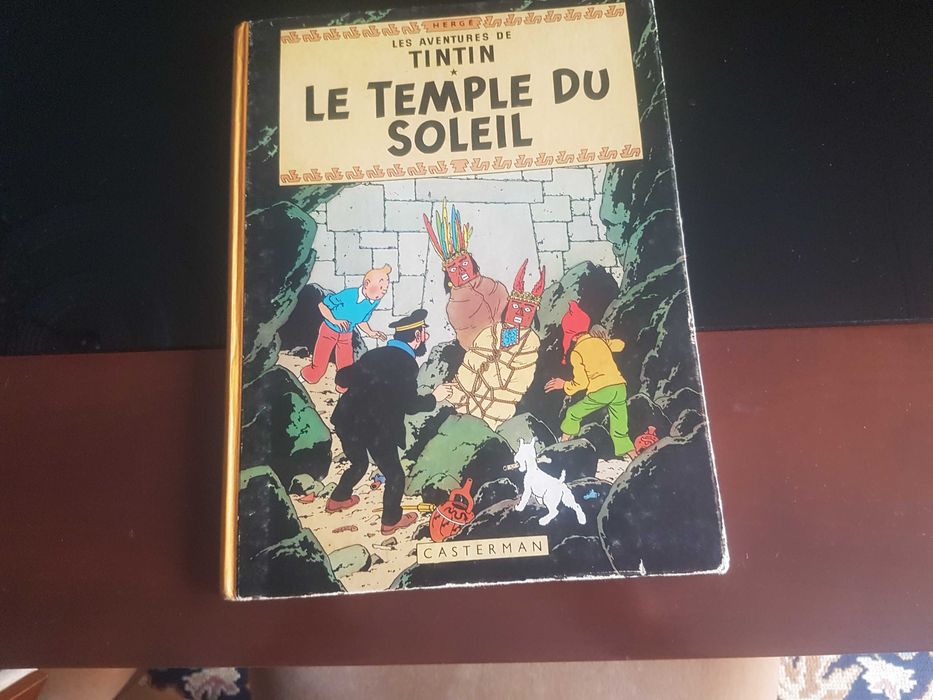 HERGÉ
LES AVENTURES DE
TINTIN
LE TEMPLE DU
SOLEIL
CASTERMAN